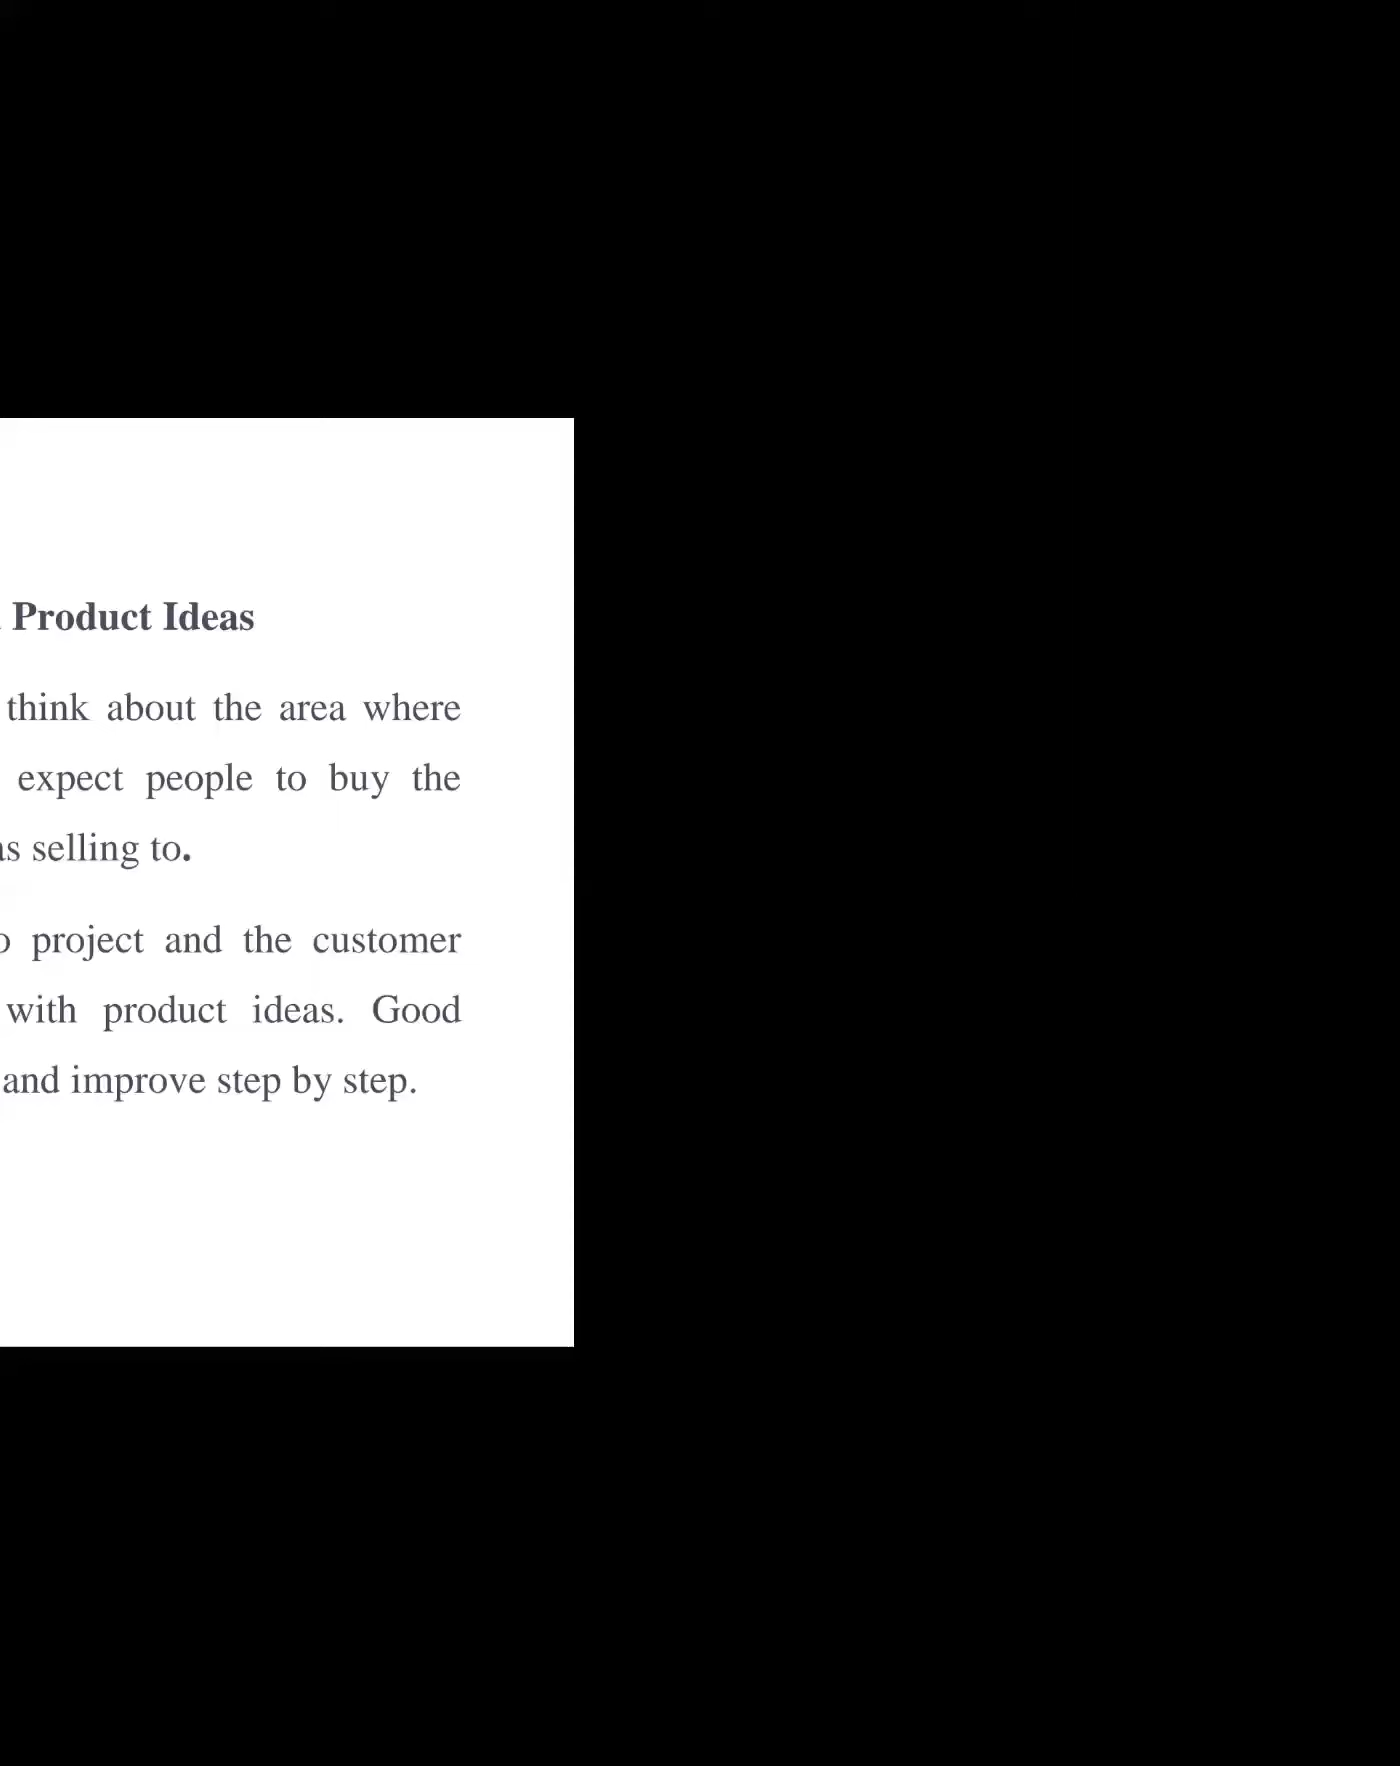 Product Ideas
think about the area where
expect people to buy the
selling to.
project and the customer
with product ideas. Good
and improve step by step.